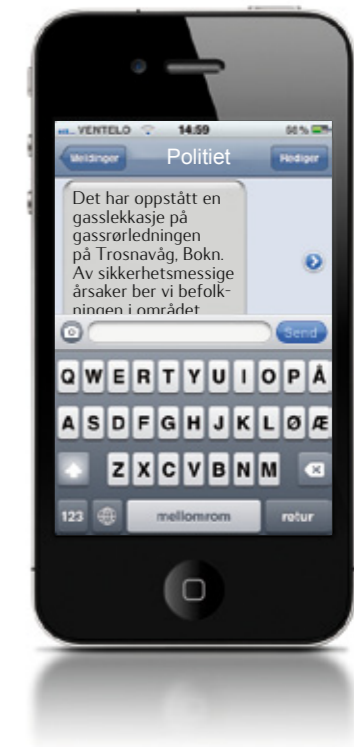 VENTELO 14:59 66 %
Meldinger Politiet Rediger
Det har oppstått en
gasslekkasje på
gassrørledningen
på Trosnavåg, Bokn.
Av sikkerhetsmessige
årsaker ber vi befolk-
ningen i området
Send
Q W E R T Y U I O P Å
A S D F G H J K L Ø Æ
Z X C V B N M
123 mellomrom retur